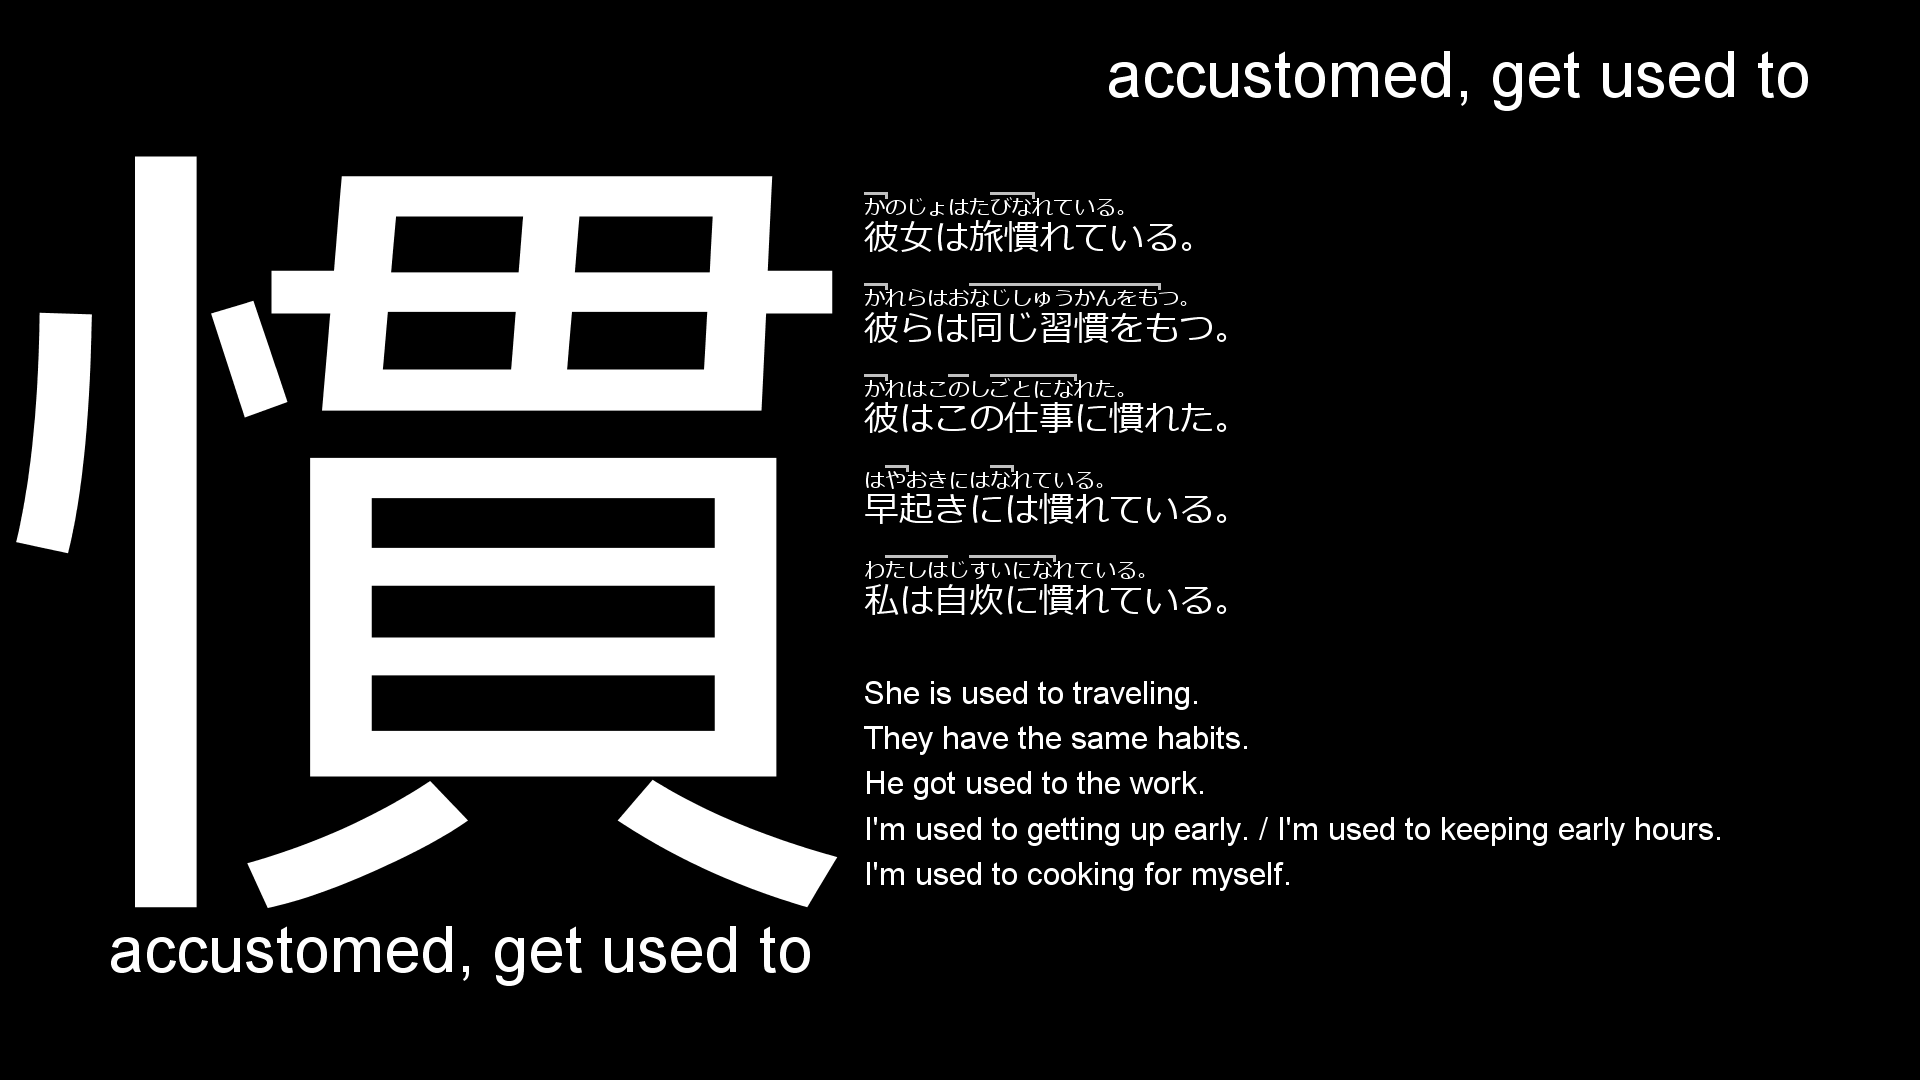 accustomed, get used to
慣
accustomed, get used to
かのじょはたびなれている。
彼女は旅慣れている。
かれらはおなじしゅうかんをもつ。
彼らは同じ習慣をもつ。
かれはこのしごとになれた。
彼はこの仕事に慣れた。
はやおきにはなれている。
早起きには慣れている。
わたしはじすいになれている。
私は自炊に慣れている。
She is used to traveling.
They have the same habits.
He got used to the work.
I'm used to getting up early. / I'm used to keeping early hours.
I'm used to cooking for myself.